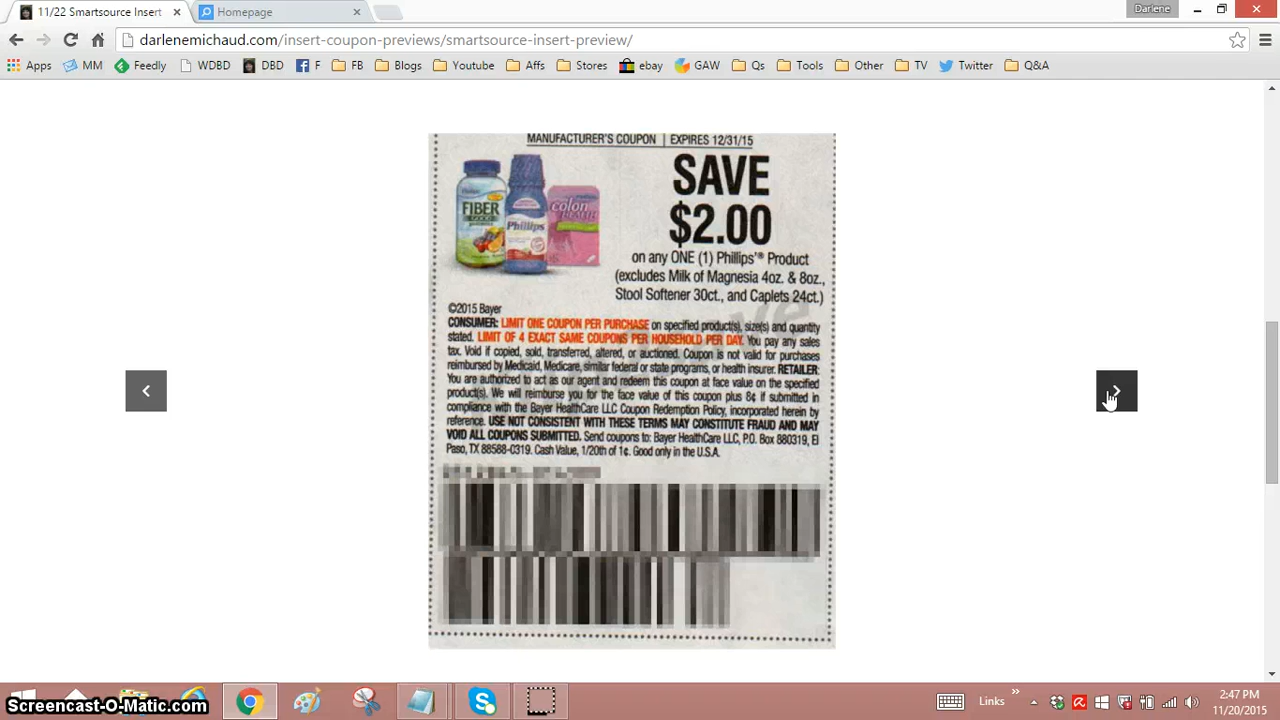 11/22 Smartsource Insert
Homepage
Darlene
darlenemichaud.com/insert-coupon-previews/smartsource-insert-preview/
Apps MM Feedly WDBD DBD F FB Blogs Youtube Affs Stores ebay GAW Qs Tools Other TV Twitter Q&A
MANUFACTURER'S COUPON | EXPIRES 12/31/15
SAVE
$2.00
on any ONE (1) Phillips'® Product
(excludes Milk of Magnesia 4oz. & 8oz.,
Stool Softener 30ct., and Caplets 24ct.)
FIBER
Phillips
colon
©2015 Bayer
CONSUMER: LIMIT ONE COUPON PER PURCHASE on specified product(s), size(s) and quantity
stated. LIMIT OF 4 EXACT SAME COUPONS PER HOUSEHOLD PER DAY. You pay any sales
tax. Void if copied, sold, transferred, altered, or auctioned. Coupon is not valid for purchases
reimbursed by Medicaid, Medicare, similar federal or state programs, or health insurer. RETAILER:
You are authorized to act as our agent and redeem this coupon at face value on the specified
product(s). We will reimburse you for the face value of this coupon plus 8¢ if submitted in
compliance with the Bayer HealthCare LLC Coupon Redemption Policy, incorporated herein by
reference. USE NOT CONSISTENT WITH THESE TERMS MAY CONSTITUTE FRAUD AND MAY
VOID ALL COUPONS SUBMITTED. Send coupons to: Bayer HealthCare LLC, P.O. Box 880319, El
Paso, TX 88588-0319. Cash Value, 1/20th of 1¢. Good only in the U.S.A.
Screencast-O-Matic.com
Links
2:47 PM
11/20/2015